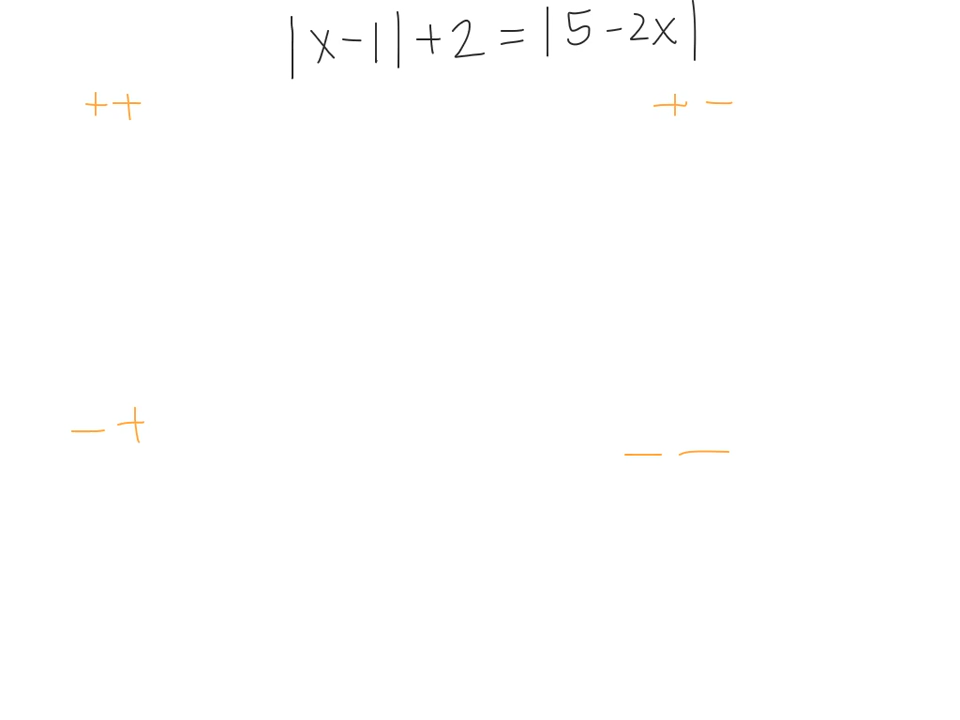 |x-1|+2=|5-2x|
++
+-
-+
--